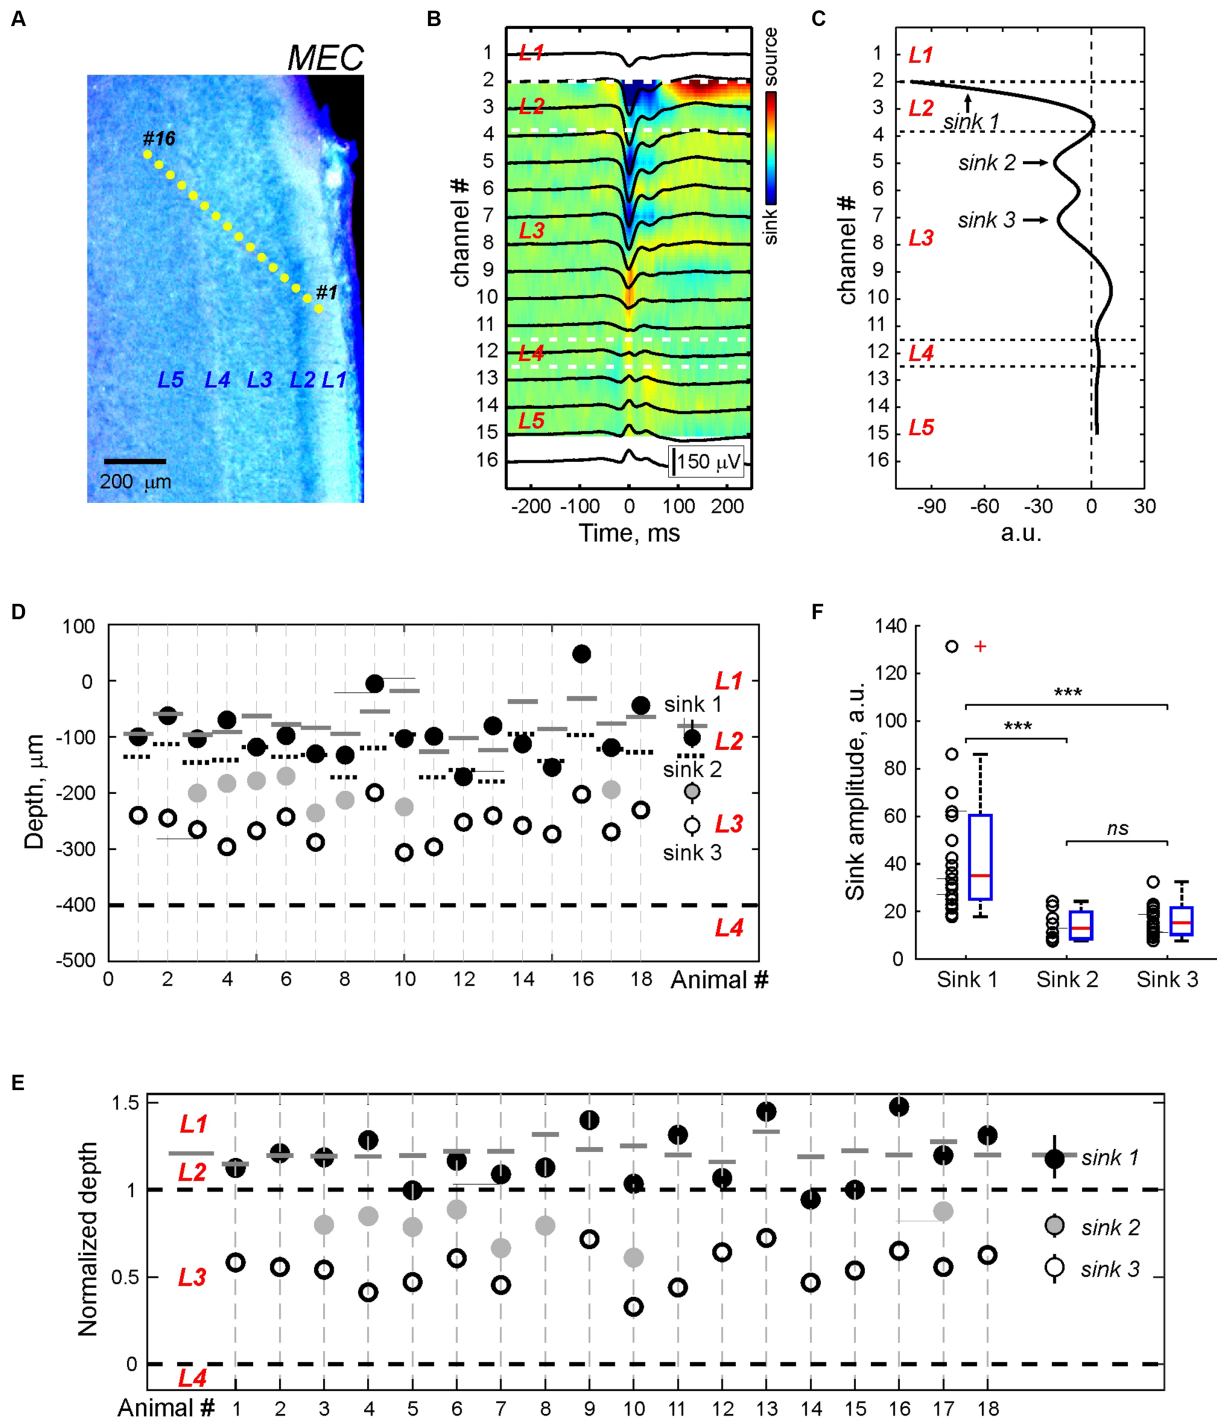 A
MEC
#16
#1
L5 L4 L3 L2 L1
200 μm
B
channel #
1
2
3
4
5
6
7
8
9
10
11
12
13
14
15
16
L1
L2
L3
L4
L5
150 μV
-200 -100 0 100 200
Time, ms
sink source
C
channel #
1
2
3
4
5
6
7
8
9
10
11
12
13
14
15
16
L1
L2
L3
L4
L5
sink 1
sink 2
sink 3
-90 -60 -30 0 30
a.u.
D
Depth, μm
100
0
-100
-200
-300
-400
-500
L1
sink 1
L2
sink 2
L3
sink 3
L4
0 2 4 6 8 10 12 14 16 18 Animal #
F
Sink amplitude, a.u.
140
120
100
80
60
40
20
0
+
***
***
ns
Sink 1 Sink 2 Sink 3
E
Normalized depth
1.5
1
0.5
0
L1
L2
L3
L4
sink 1
sink 2
sink 3
Animal # 1 2 3 4 5 6 7 8 9 10 11 12 13 14 15 16 17 18